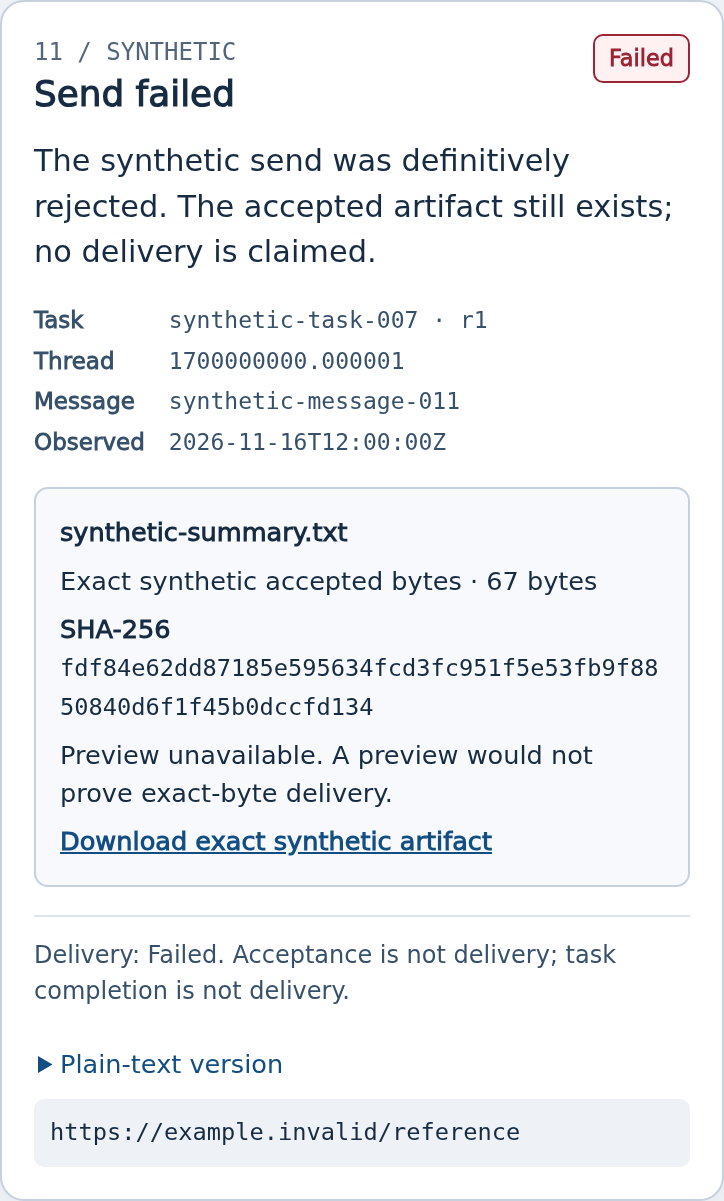 11 / SYNTHETIC
Failed
Send failed
The synthetic send was definitively
rejected. The accepted artifact still exists;
no delivery is claimed.
Task synthetic-task-007 · r1
Thread 1700000000.000001
Message synthetic-message-011
Observed 2026-11-16T12:00:00Z
synthetic-summary.txt
Exact synthetic accepted bytes · 67 bytes
SHA-256
fdf84e62dd87185e595634fcd3fc951f5e53fb9f88
50840d6f1f45b0dccfd134
Preview unavailable. A preview would not
prove exact-byte delivery.
Download exact synthetic artifact
Delivery: Failed. Acceptance is not delivery; task
completion is not delivery.
Plain-text version
https://example.invalid/reference